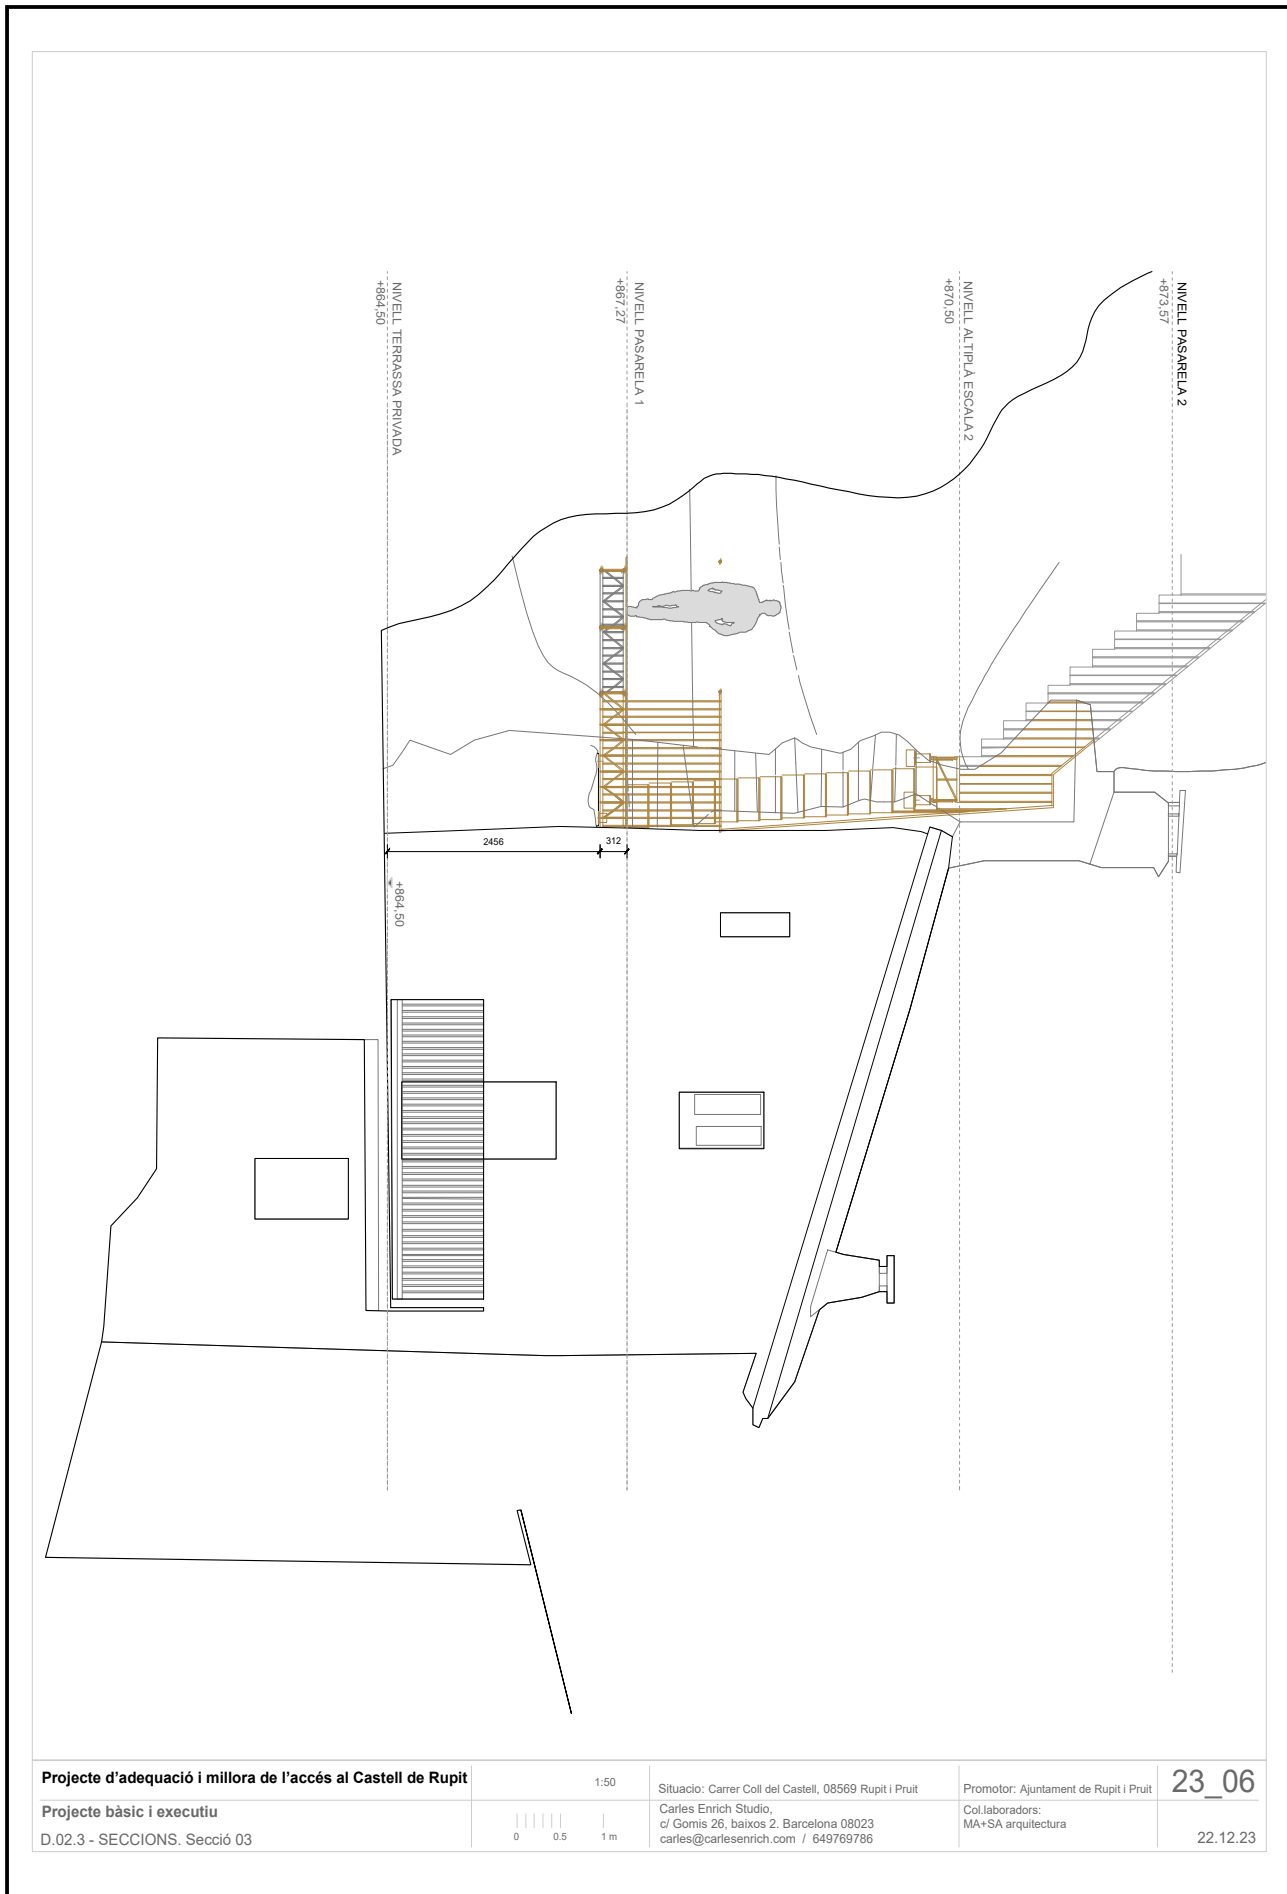 NIVELL TERRASSA PRIVADA
+864,50
NIVELL PASARELA 1
+867,27
NIVELL ALTIPLÀ ESCALA 2
+870,50
NIVELL PASARELA 2
+873,57
2456
312
+864,50
Projecte d'adequació i millora de l'accés al Castell de Rupit
Projecte bàsic i executiu
D.02.3 - SECCIONS. Secció 03
1:50
0 0.5 1 m
Situacio: Carrer Coll del Castell, 08569 Rupit i Pruit
Carles Enrich Studio,
c/ Gomis 26, baixos 2. Barcelona 08023
carles@carlesenrich.com / 649769786
Promotor: Ajuntament de Rupit i Pruit
Col.laboradors:
MA+SA arquitectura
23_06
22.12.23